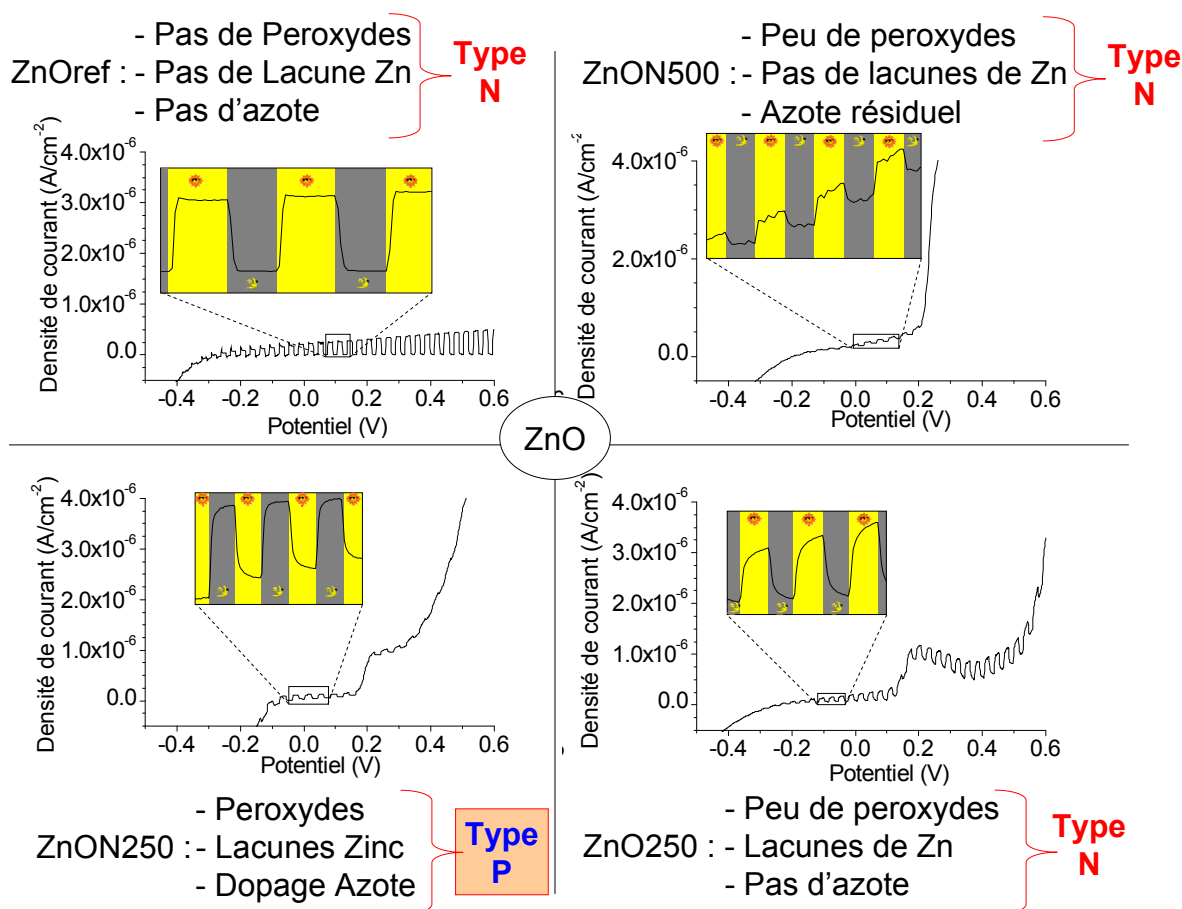 - Pas de Peroxydes
ZnOref : - Pas de Lacune Zn
- Pas d'azote
Type
N
- Peu de peroxydes
ZnON500 : - Pas de lacunes de Zn
- Azote résiduel
Type
N
Densité de courant (A/cm⁻²)
4.0x10⁻⁶
3.0x10⁻⁶
2.0x10⁻⁶
1.0x10⁻⁶
0.0
-0.4 -0.2 0.0 0.2 0.4 0.6
Potentiel (V)
Densité de courant (A/cm⁻²
4.0x10⁻⁶
2.0x10⁻⁶
0.0
-0.4 -0.2 0.0 0.2 0.4 0.6
Potentiel (V)
ZnO
Densité de courant (A/cm⁻²)
4.0x10⁻⁶
3.0x10⁻⁶
2.0x10⁻⁶
1.0x10⁻⁶
0.0
-0.4 -0.2 0.0 0.2 0.4 0.6
Potentiel (V)
Densité de courant (A/cm⁻²)
4.0x10⁻⁶
3.0x10⁻⁶
2.0x10⁻⁶
1.0x10⁻⁶
0.0
-0.4 -0.2 0.0 0.2 0.4 0.6
Potentiel (V)
- Peroxydes
ZnON250 : - Lacunes Zinc
- Dopage Azote
Type
P
- Peu de peroxydes
ZnO250 : - Lacunes de Zn
- Pas d'azote
Type
N